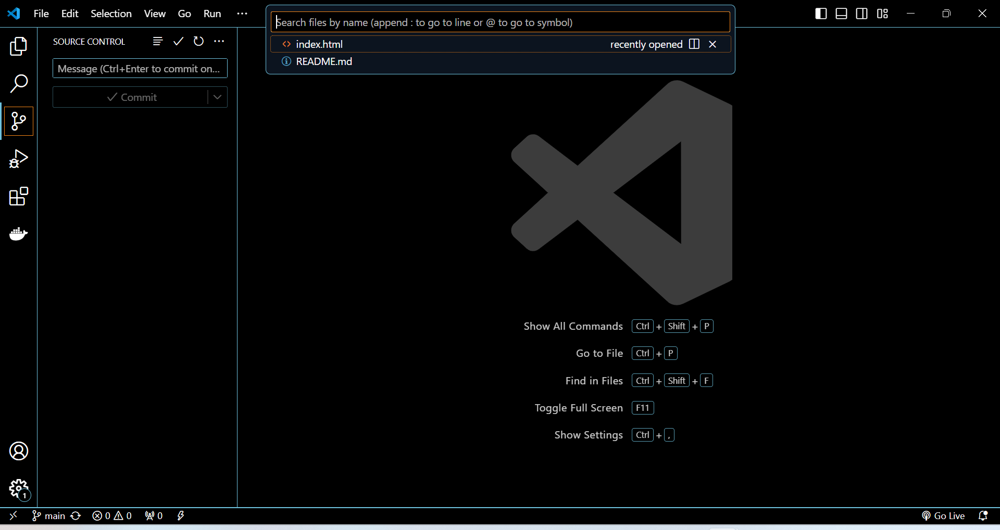 File Edit Selection View Go Run ···
Search files by name (append : to go to line or @ to go to symbol)
index.html recently opened
README.md
SOURCE CONTROL
Message (Ctrl+Enter to commit on...
Commit
Show All Commands Ctrl + Shift + P
Go to File Ctrl + P
Find in Files Ctrl + Shift + F
Toggle Full Screen F11
Show Settings Ctrl + ,
1
main 0 0 0 Go Live